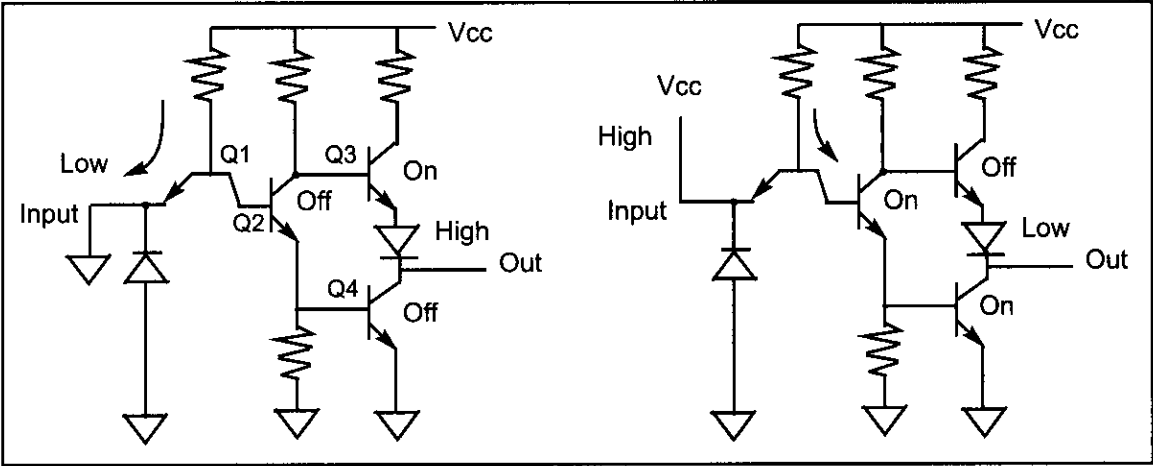 Vcc
Low
Q1
Q3
On
Input
Off
Q2
High
Out
Q4
Off
Vcc
Vcc
High
Off
Input
On
Low
Out
On